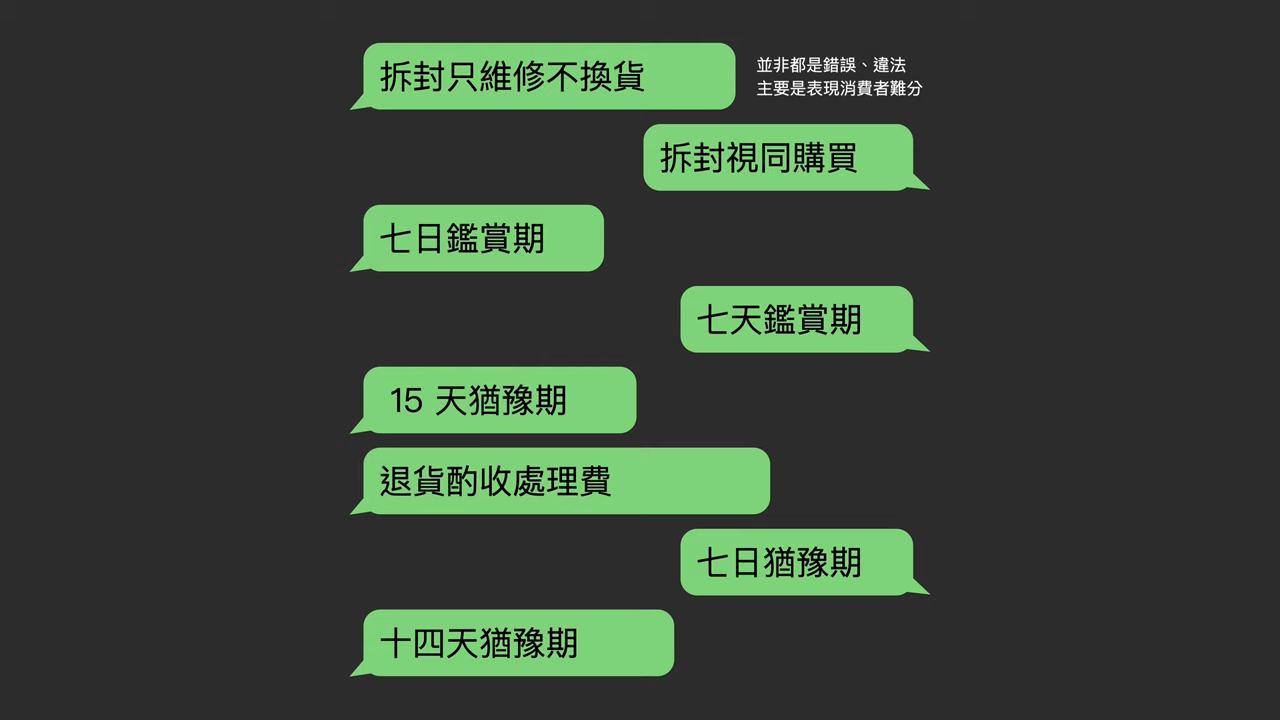 拆封只維修不換貨
並非都是錯誤、違法
主要是表現消費者難分
拆封視同購買
七日鑑賞期
七天鑑賞期
15 天猶豫期
退貨酌收處理費
七日猶豫期
十四天猶豫期